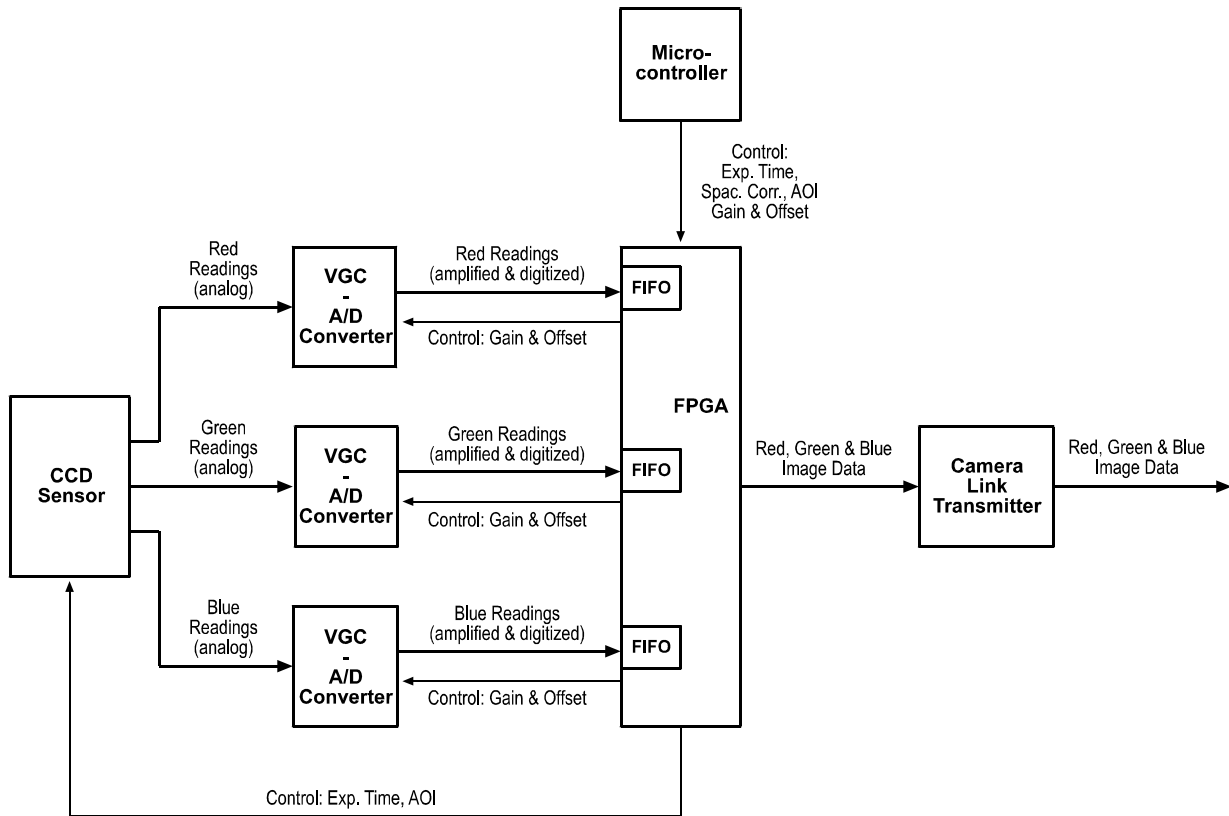 Micro-
controller
Control:
Exp. Time,
Spac. Corr., AOI
Gain & Offset
Red
Readings
(analog)
VGC
-
A/D
Converter
Red Readings
(amplified & digitized)
FIFO
Control: Gain & Offset
CCD
Sensor
Green
Readings
(analog)
VGC
-
A/D
Converter
Green Readings
(amplified & digitized)
FIFO
Control: Gain & Offset
FPGA
Red, Green & Blue
Image Data
Camera
Link
Transmitter
Red, Green & Blue
Image Data
Blue
Readings
(analog)
VGC
-
A/D
Converter
Blue Readings
(amplified & digitized)
FIFO
Control: Gain & Offset
Control: Exp. Time, AOI